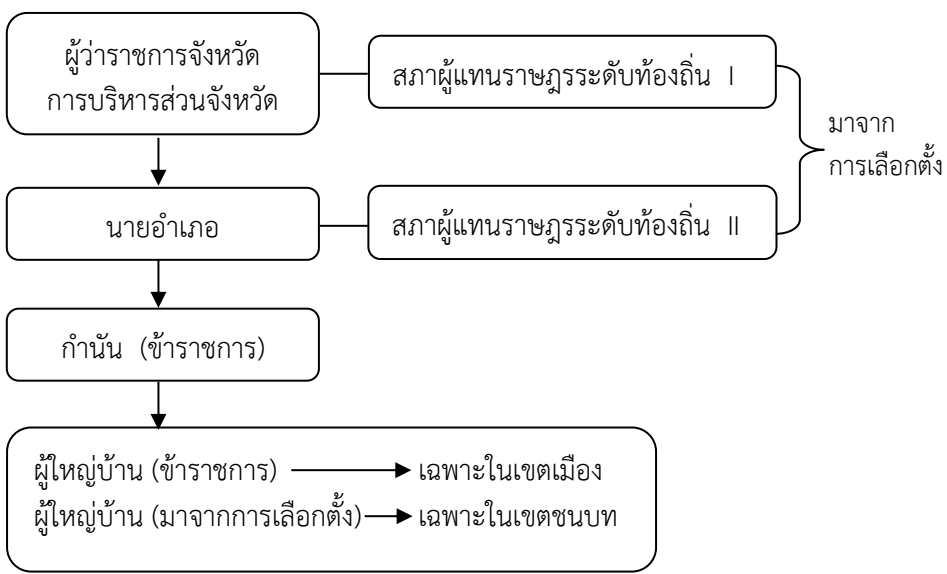 ผู้ว่าราชการจังหวัด
การบริหารส่วนจังหวัด
สภาผู้แทนราษฎรระดับท้องถิ่น I
มาจาก
การเลือกตั้ง
นายอำเภอ
สภาผู้แทนราษฎรระดับท้องถิ่น II
กำนัน (ข้าราชการ)
ผู้ใหญ่บ้าน (ข้าราชการ) เฉพาะในเขตเมือง
ผู้ใหญ่บ้าน (มาจากการเลือกตั้ง) เฉพาะในเขตชนบท